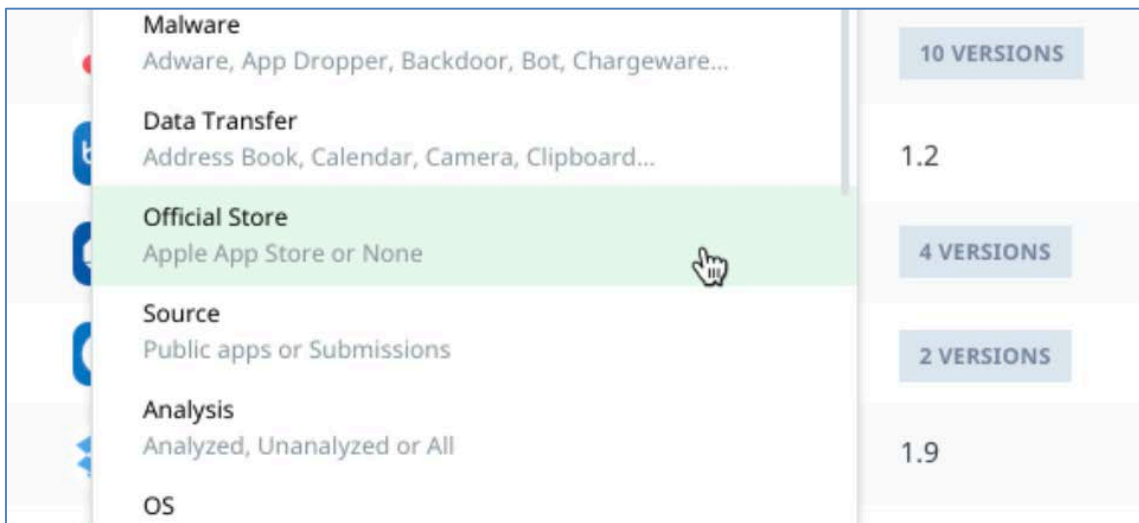 Malware
Adware, App Dropper, Backdoor, Bot, Chargeware...
10 VERSIONS
Data Transfer
Address Book, Calendar, Camera, Clipboard...
1.2
Official Store
Apple App Store or None
4 VERSIONS
Source
Public apps or Submissions
2 VERSIONS
Analysis
Analyzed, Unanalyzed or All
1.9
OS